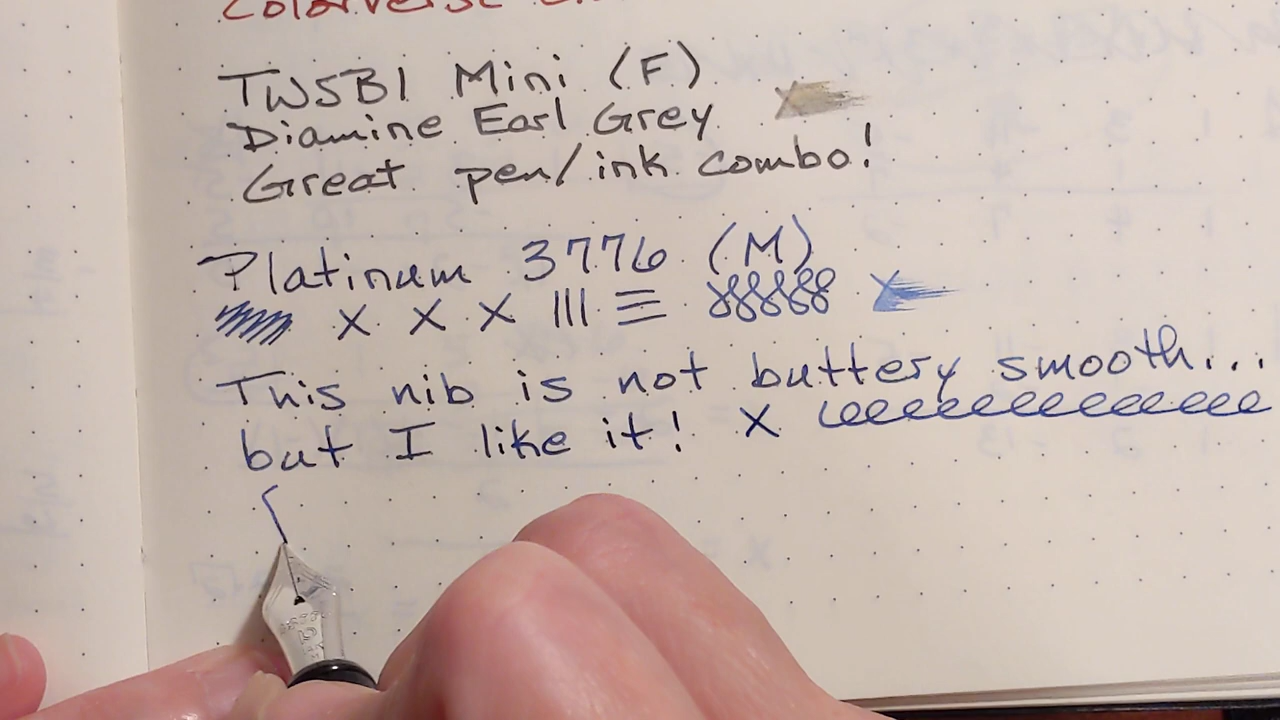 Colorverse
TWSBI Mini (F)
Diamine Earl Grey
Great pen/ink combo!
Platinum 3776 (M)
X X X ||| ≡ X
This nib is not buttery smooth...
but I like it! X